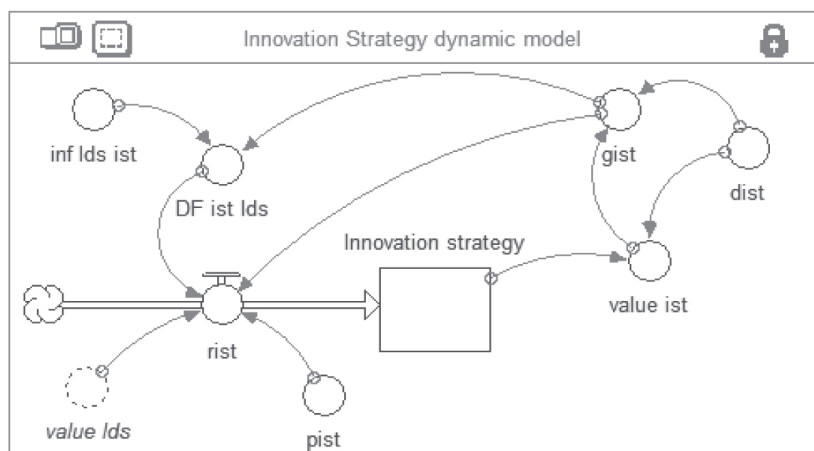 Innovation Strategy dynamic model
inf lds ist
DF ist lds
gist
dist
Innovation strategy
value ist
rist
value lds
pist